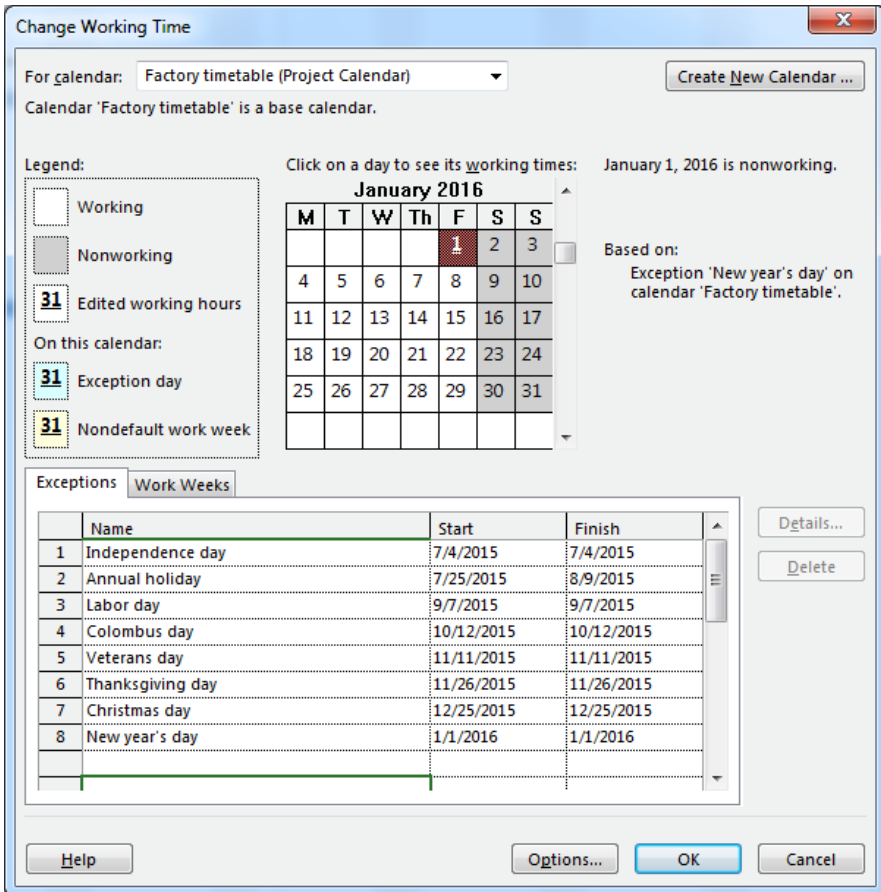 Change Working Time
For calendar: Factory timetable (Project Calendar)
Create New Calendar ...
Calendar 'Factory timetable' is a base calendar.
Legend:
Working
Nonworking
31 Edited working hours
On this calendar:
31 Exception day
31 Nondefault work week
Click on a day to see its working times:
January 2016
M T W Th F S S
1 2 3
4 5 6 7 8 9 10
11 12 13 14 15 16 17
18 19 20 21 22 23 24
25 26 27 28 29 30 31
January 1, 2016 is nonworking.
Based on:
Exception 'New year's day' on
calendar 'Factory timetable'.
Exceptions Work Weeks
Name Start Finish
1 Independence day 7/4/2015 7/4/2015
2 Annual holiday 7/25/2015 8/9/2015
3 Labor day 9/7/2015 9/7/2015
4 Colombus day 10/12/2015 10/12/2015
5 Veterans day 11/11/2015 11/11/2015
6 Thanksgiving day 11/26/2015 11/26/2015
7 Christmas day 12/25/2015 12/25/2015
8 New year's day 1/1/2016 1/1/2016
Details...
Delete
Help Options... OK Cancel